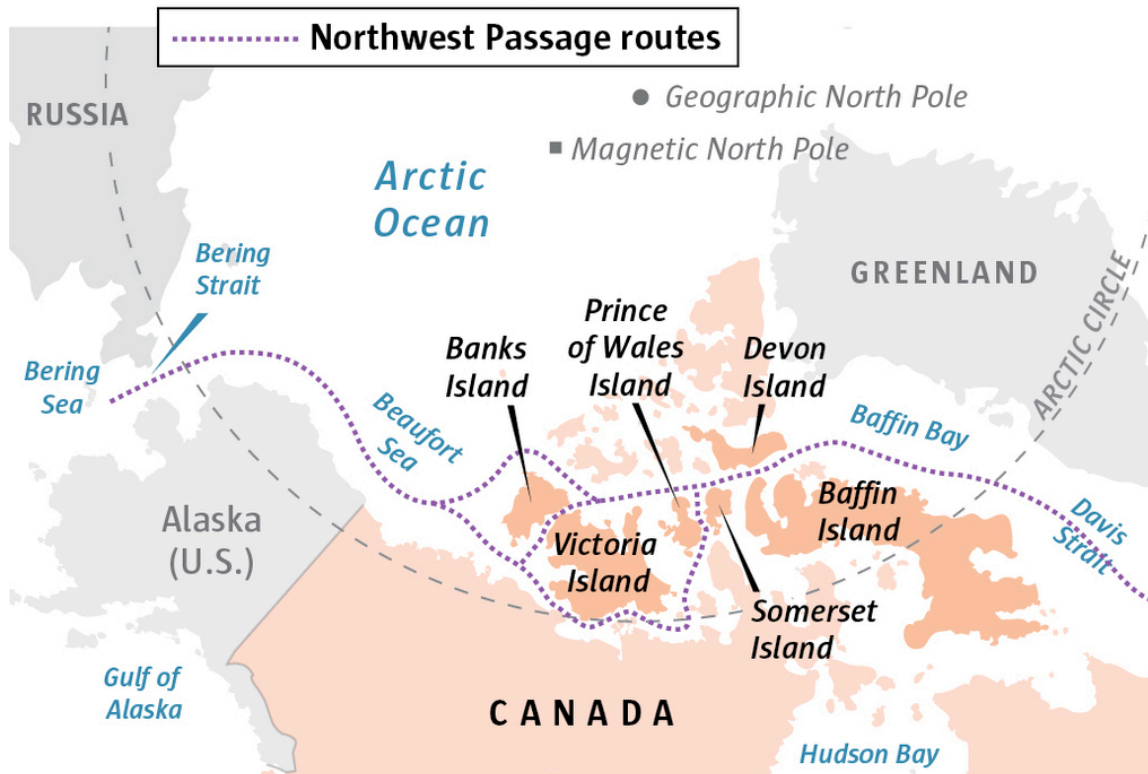 Northwest Passage routes
RUSSIA
Geographic North Pole
Magnetic North Pole
Arctic
Ocean
Bering
Strait
GREENLAND
ARCTIC CIRCLE
Prince
of Wales
Island
Banks
Island
Devon
Island
Bering
Sea
Beaufort
Sea
Baffin Bay
Baffin
Island
Davis
Strait
Alaska
(U.S.)
Victoria
Island
Somerset
Island
Gulf of
Alaska
CANADA
Hudson Bay